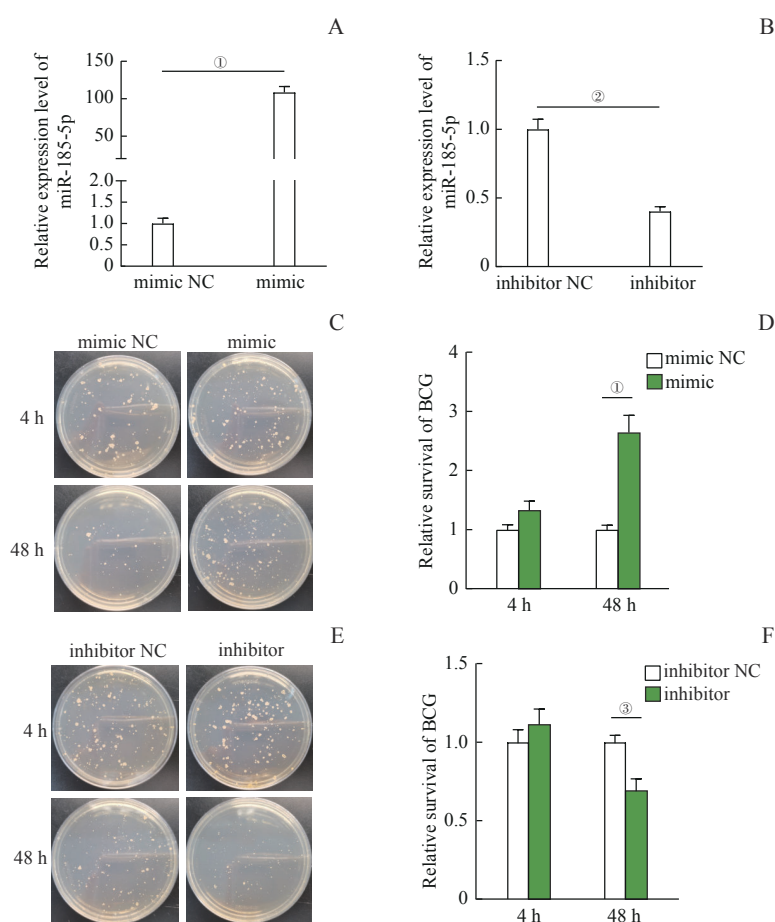 A
Relative expression level of
miR-185-5p
150
100
50
2.0
1.5
1.0
0.5
0
①
mimic NC
mimic
B
Relative expression level of
miR-185-5p
1.5
1.0
0.5
0
②
inhibitor NC
inhibitor
C
mimic NC
mimic
4 h
48 h
D
Relative survival of BCG
4
3
2
1
0
mimic NC
mimic
①
4 h
48 h
E
inhibitor NC
inhibitor
4 h
48 h
F
Relative survival of BCG
1.5
1.0
0.5
0
inhibitor NC
inhibitor
③
4 h
48 h